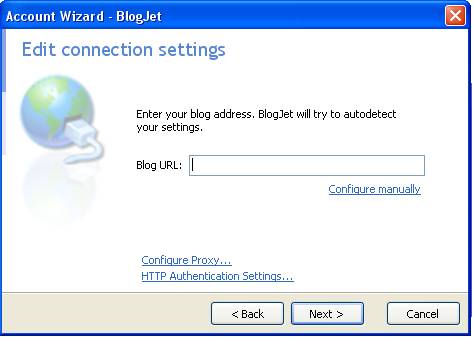 Account Wizard - BlogJet
Edit connection settings
Enter your blog address. BlogJet will try to autodetect
your settings.
Blog URL:
Configure manually
Configure Proxy...
HTTP Authentication Settings...
< Back Next > Cancel